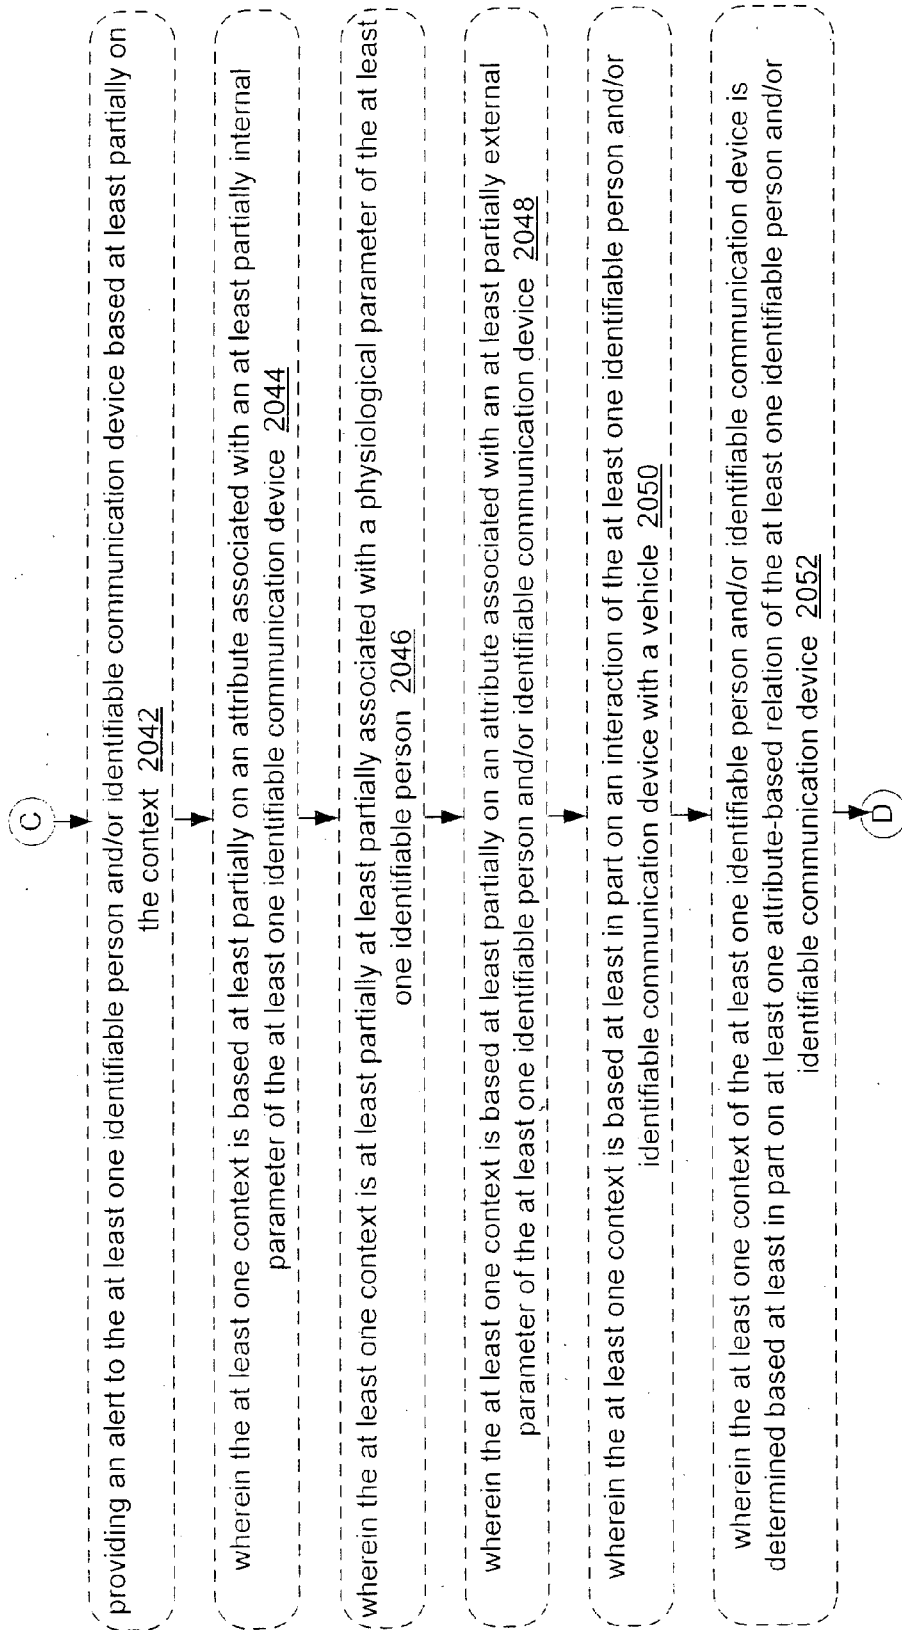 C
providing an alert to the at least one identifiable person and/or identifiable communication device based at least partially on
the context 2042
wherein the at least one context is based at least partially on an attribute associated with an at least partially internal
parameter of the at least one identifiable communication device 2044
wherein the at least one context is at least partially at least partially associated with a physiological parameter of the at least
one identifiable person 2046
wherein the at least one context is based at least partially on an attribute associated with an at least partially external
parameter of the at least one identifiable person and/or identifiable communication device 2048
wherein the at least one context is based at least in part on an interaction of the at least one identifiable person and/or
identifiable communication device with a vehicle 2050
wherein the at least one context of the at least one identifiable person and/or identifiable communication device is
determined based at least in part on at least one attribute-based relation of the at least one identifiable person and/or
identifiable communication device 2052
D